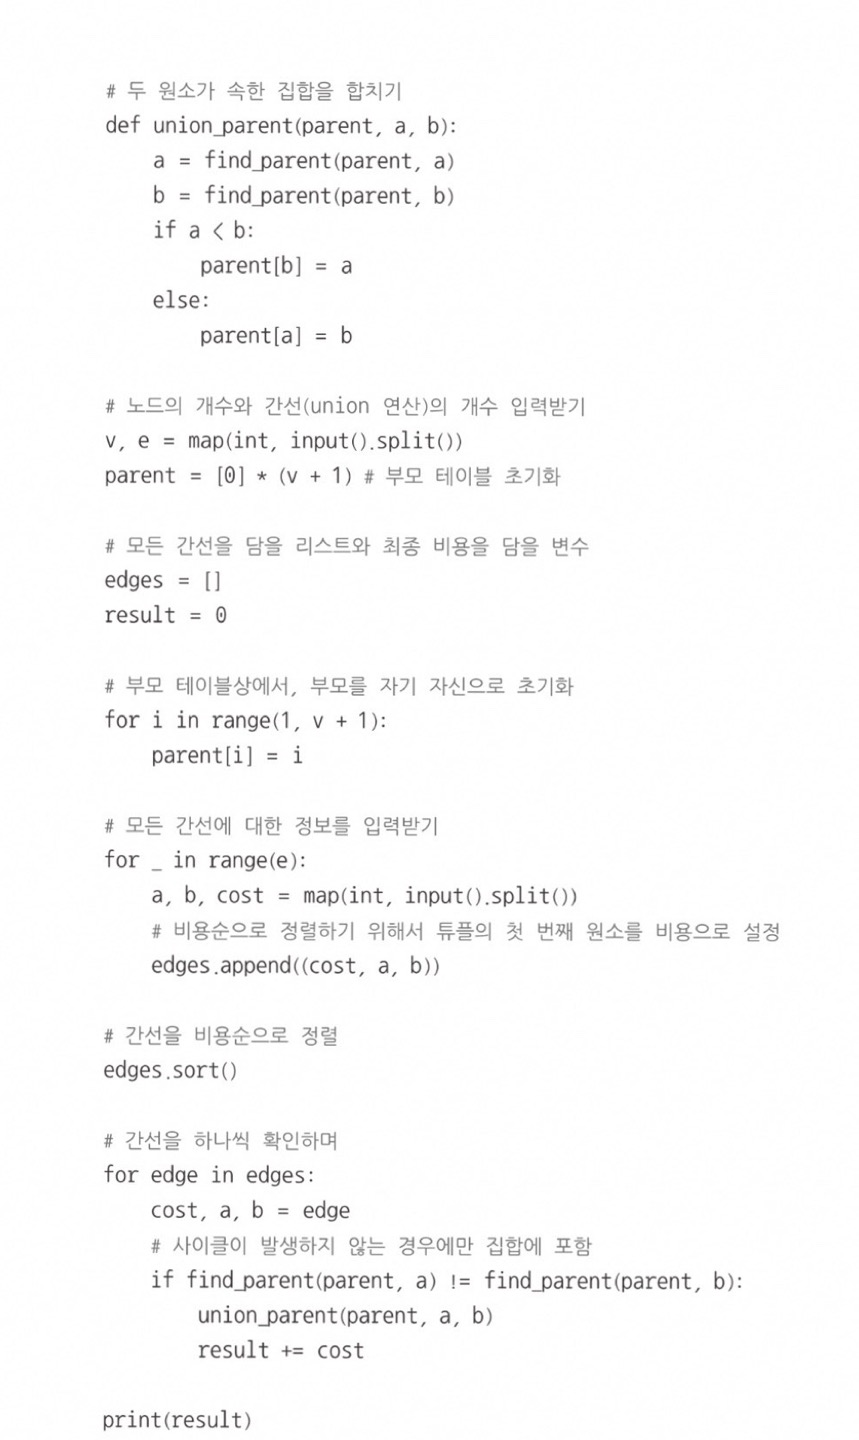 # 두 원소가 속한 집합을 합치기
def union_parent(parent, a, b):
    a = find_parent(parent, a)
    b = find_parent(parent, b)
    if a < b:
        parent[b] = a
    else:
        parent[a] = b

# 노드의 개수와 간선(union 연산)의 개수 입력받기
v, e = map(int, input().split())
parent = [0] * (v + 1) # 부모 테이블 초기화

# 모든 간선을 담을 리스트와 최종 비용을 담을 변수
edges = []
result = 0

# 부모 테이블상에서, 부모를 자기 자신으로 초기화
for i in range(1, v + 1):
    parent[i] = i

# 모든 간선에 대한 정보를 입력받기
for _ in range(e):
    a, b, cost = map(int, input().split())
    # 비용순으로 정렬하기 위해서 튜플의 첫 번째 원소를 비용으로 설정
    edges.append((cost, a, b))

# 간선을 비용순으로 정렬
edges.sort()

# 간선을 하나씩 확인하며
for edge in edges:
    cost, a, b = edge
    # 사이클이 발생하지 않는 경우에만 집합에 포함
    if find_parent(parent, a) != find_parent(parent, b):
        union_parent(parent, a, b)
        result += cost

print(result)